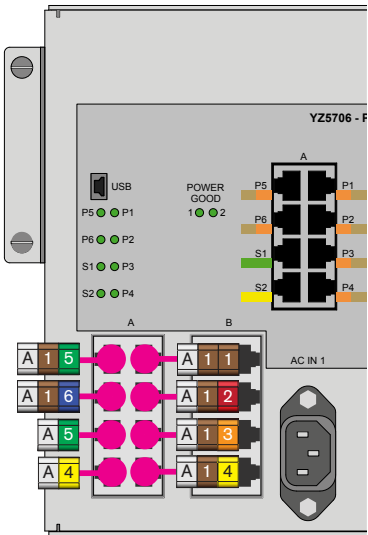 YZ5706 - P
A
USB
POWER
GOOD
1 2
P5 P1
P6 P2
S1 P3
S2 P4
P5 P1
P6 P2
S1 P3
S2 P4
A B
AC IN 1
A 1 5 A 1 1
A 1 6 A 1 2
A 5 A 1 3
A 4 A 1 4